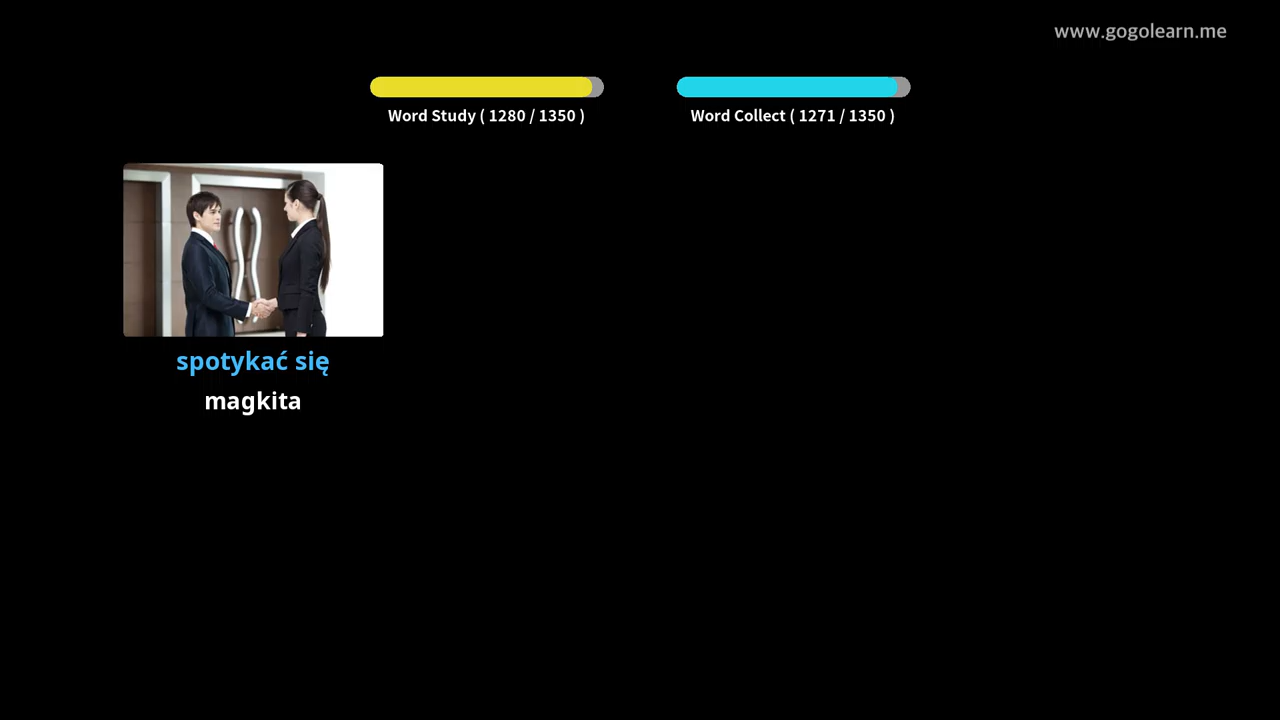 www.gogolearn.me
Word Study ( 1280 / 1350 )
Word Collect ( 1271 / 1350 )
spotykać się
magkita